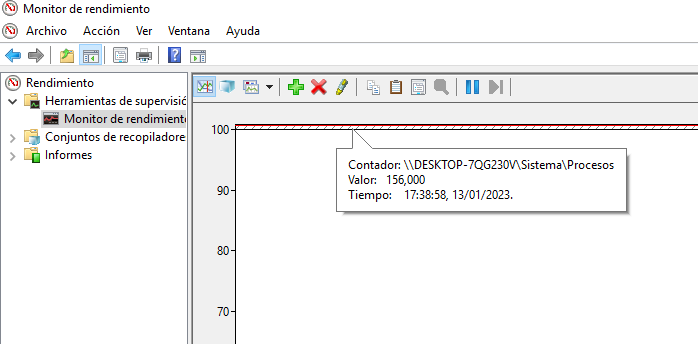 Monitor de rendimiento
Archivo Acción Ver Ventana Ayuda
Rendimiento
Herramientas de supervisió
Monitor de rendimient
Conjuntos de recopiladore
Informes
100
Contador: \\DESKTOP-7QG230V\Sistema\Procesos
Valor: 156,000
Tiempo: 17:38:58, 13/01/2023.
90
80
70